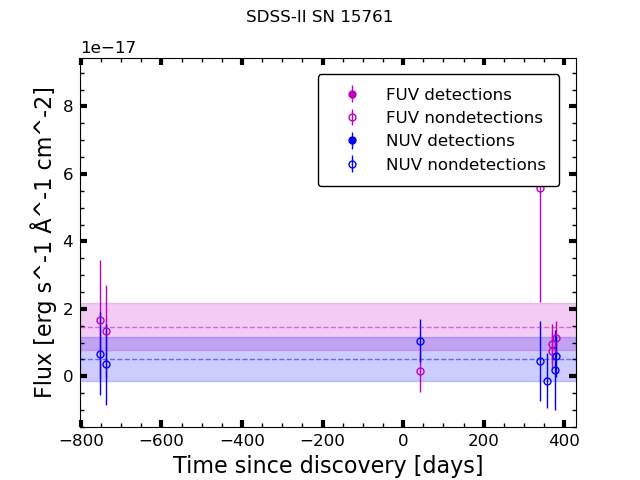 SDSS-II SN 15761
1e−17
FUV detections
FUV nondetections
NUV detections
NUV nondetections
8
6
4
2
0
Flux [erg s^-1 Å^-1 cm^-2]
−800 −600 −400 −200 0 200 400
Time since discovery [days]